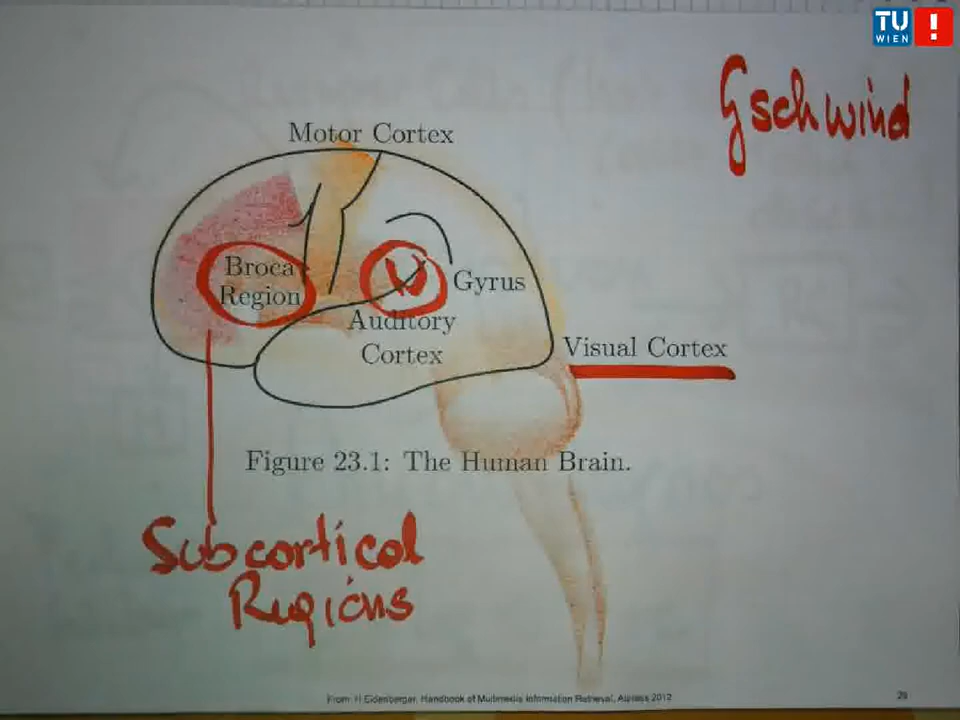 TU
WIEN
!
Gschwind
Motor Cortex
Broca
Region
W
Gyrus
Auditory
Cortex
Visual Cortex
Figure 23.1: The Human Brain.
Subcortical
Regions
From: H. Eidenberger, Handbook of Multimedia Information Retrieval, Atpress 2012
29